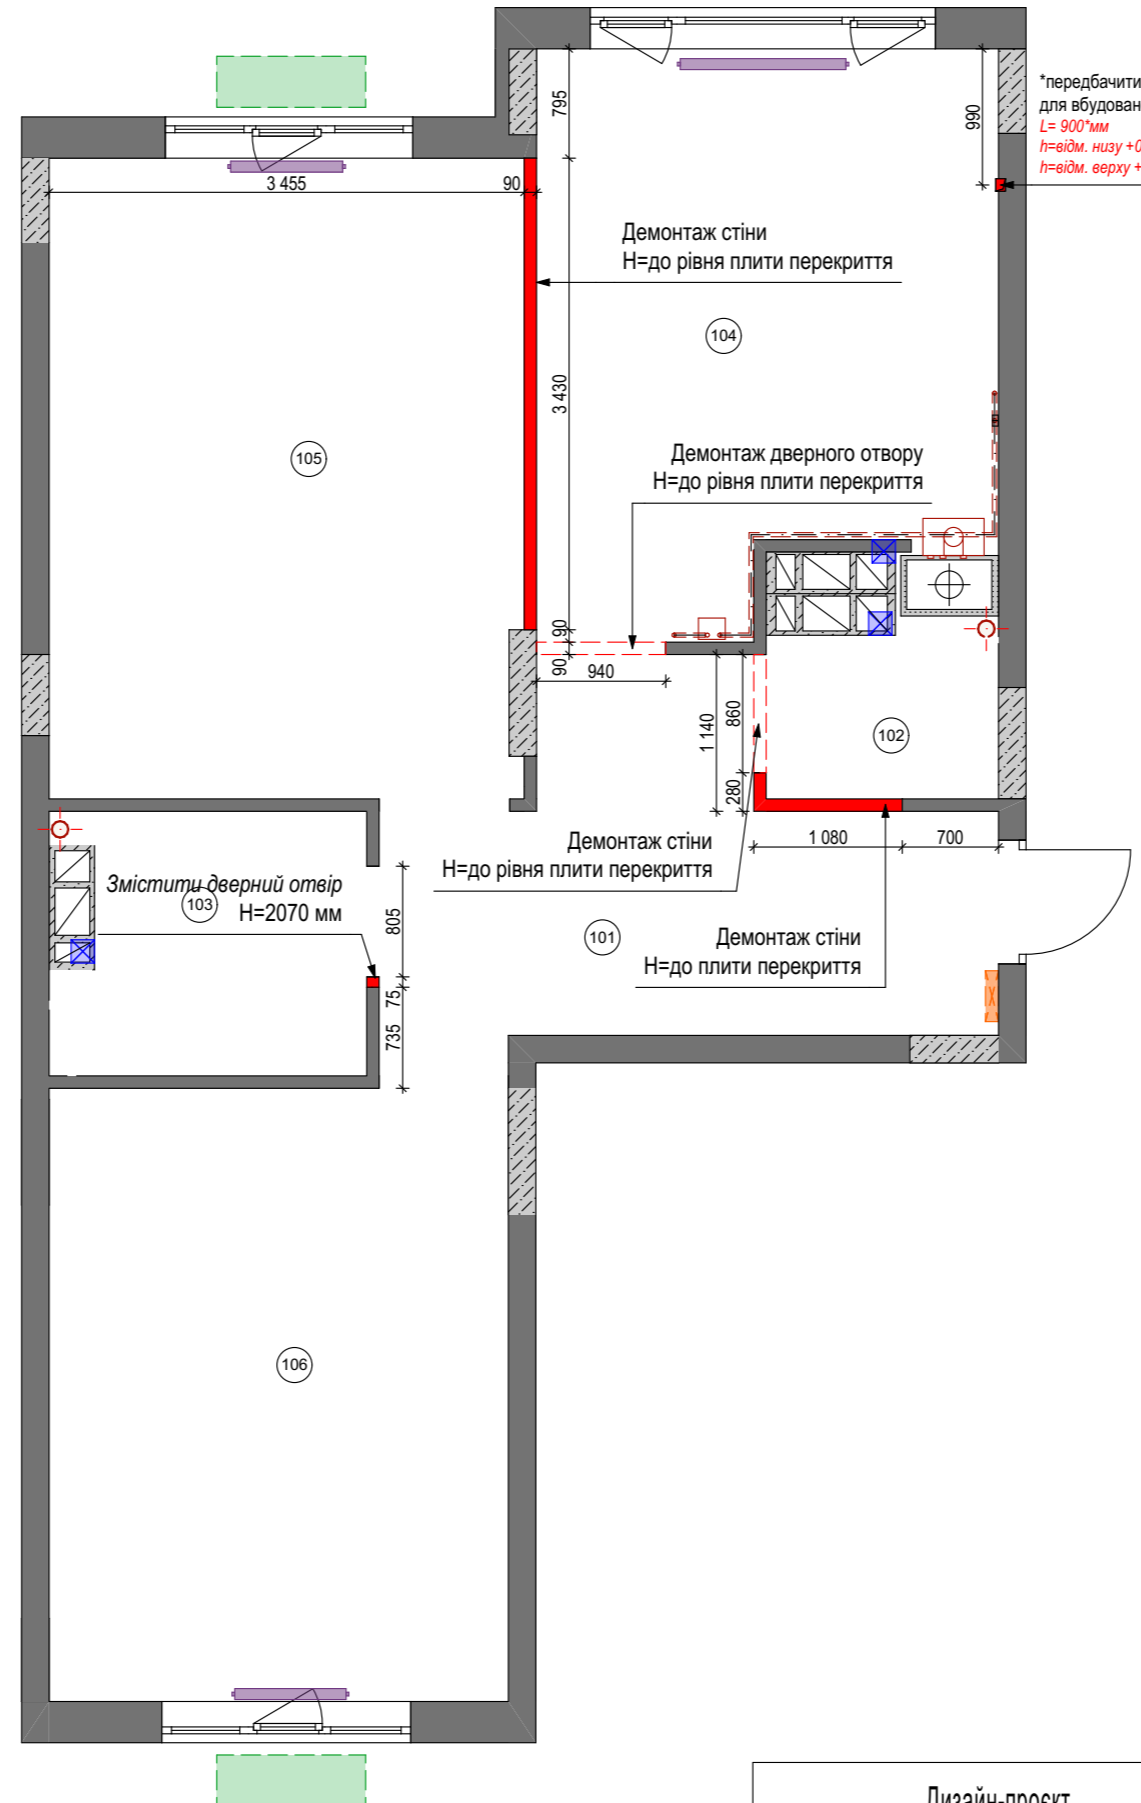 795
990
*передбачити
для вбудован
L= 900*мм
h=відм. низу +0
h=відм. верху +
3 455
90
Демонтаж стіни
Н=до рівня плити перекриття
104
3 430
105
Демонтаж дверного отвору
Н=до рівня плити перекриття
90
90
940
1 140
860
280
102
Демонтаж стіни
Н=до рівня плити перекриття
1 080
700
Змістити дверний отвір
Н=2070 мм
103
805
101
Демонтаж стіни
Н=до плити перекриття
75
735
106
Дизайн-проєкт